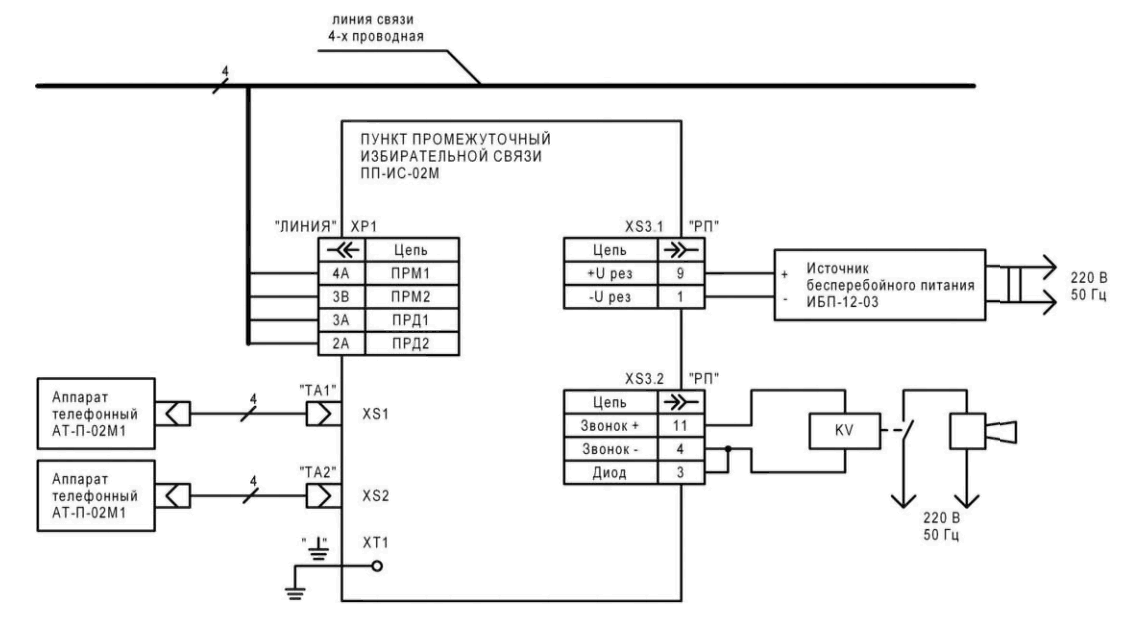 линия связи
4-х проводная
4
ПУНКТ ПРОМЕЖУТОЧНЫЙ
ИЗБИРАТЕЛЬНОЙ СВЯЗИ
ПП-ИС-02М
"ЛИНИЯ" XP1
Цепь
4А ПРМ1
3В ПРМ2
3А ПРД1
2А ПРД2
XS3.1 "РП"
Цепь
+U рез 9
-U рез 1
+
-
Источник
бесперебойного питания
ИБП-12-03
220 В
50 Гц
Аппарат
телефонный
АТ-П-02М1
4
"ТА1"
XS1
Аппарат
телефонный
АТ-П-02М1
4
"ТА2"
XS2
" "
XT1
XS3.2 "РП"
Цепь
Звонок + 11
Звонок - 4
Диод 3
KV
220 В
50 Гц